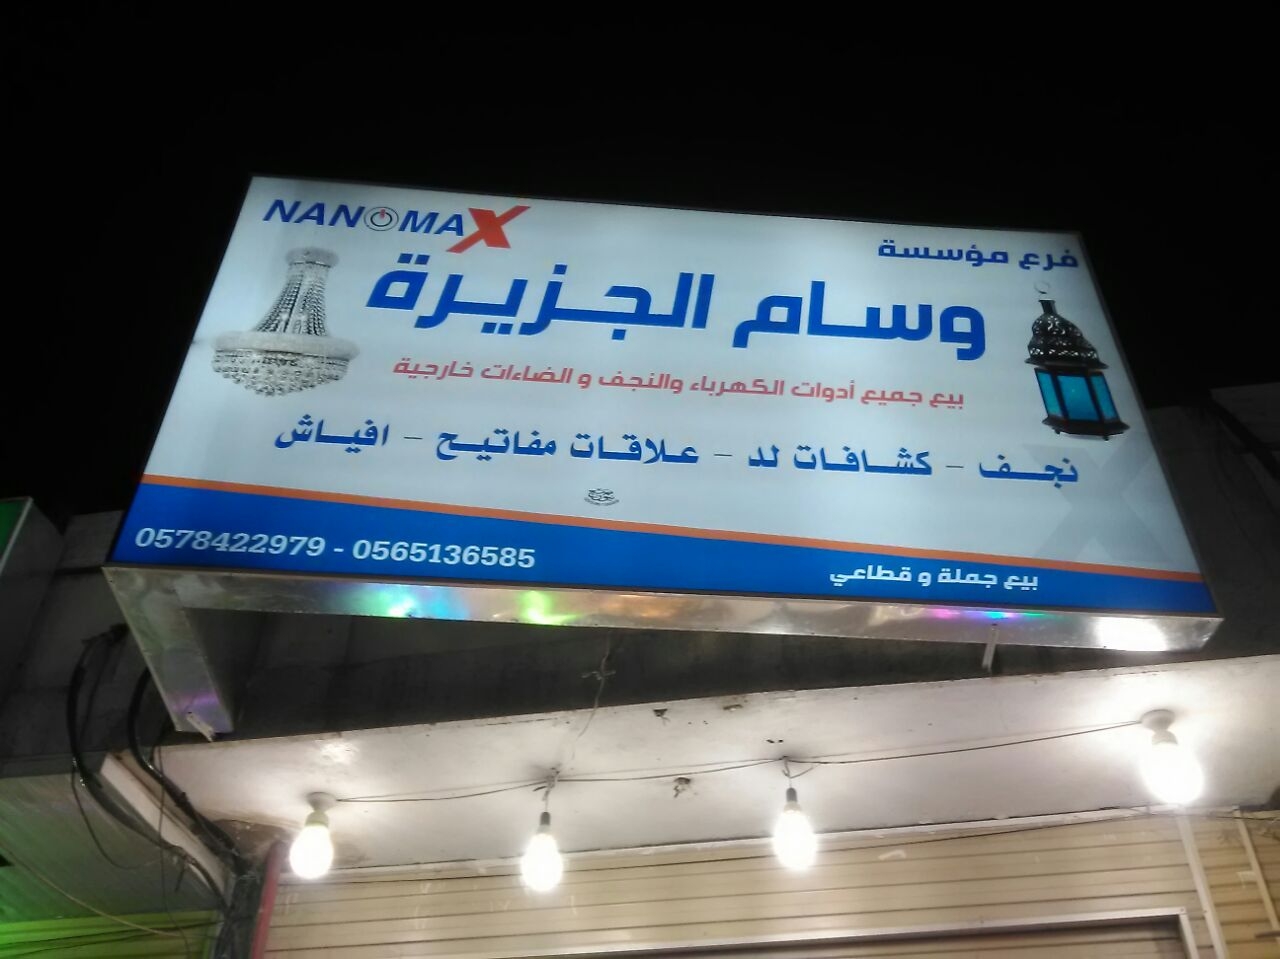 NANOMAX
فرع مؤسسة
وسام الجزيرة
بيع جميع أدوات الكهرباء والنجف و الضاءات خارجية
نجف - كشافات لد - علاقات مفاتيح - افياش
0578422979 - 0565136585
بيع جملة و قطاعي